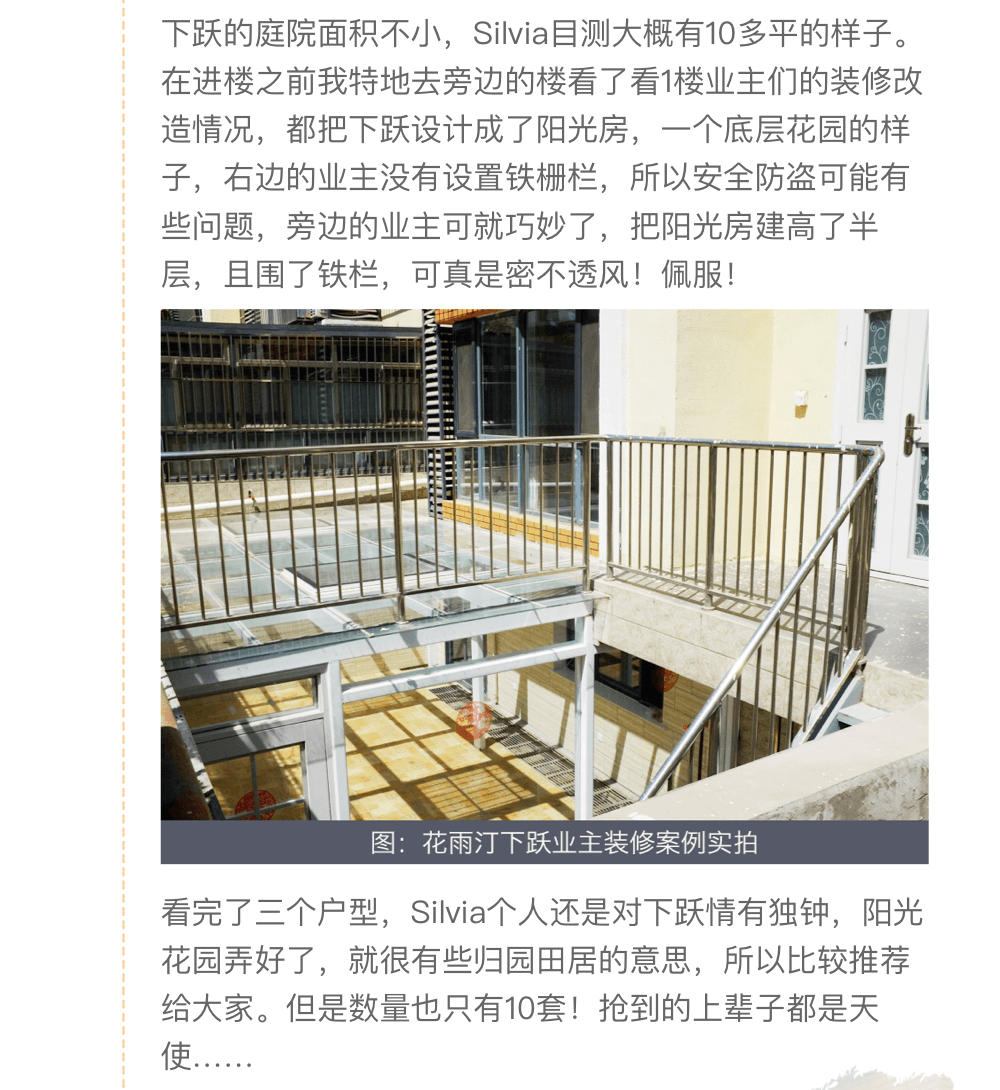 下跃的庭院面积不小，Silvia目测大概有10多平的样子。
在进楼之前我特地去旁边的楼看了看1楼业主们的装修改
造情况，都把下跃设计成了阳光房，一个底层花园的样
子，右边的业主没有设置铁栅栏，所以安全防盗可能有
些问题，旁边的业主可就巧妙了，把阳光房建高了半
层，且围了铁栏，可真是密不透风！佩服！
图：花雨汀下跃业主装修案例实拍
看完了三个户型，Silvia个人还是对下跃情有独钟，阳光
花园弄好了，就很有些归园田居的意思，所以比较推荐
给大家。但是数量也只有10套！抢到的上辈子都是天
使……